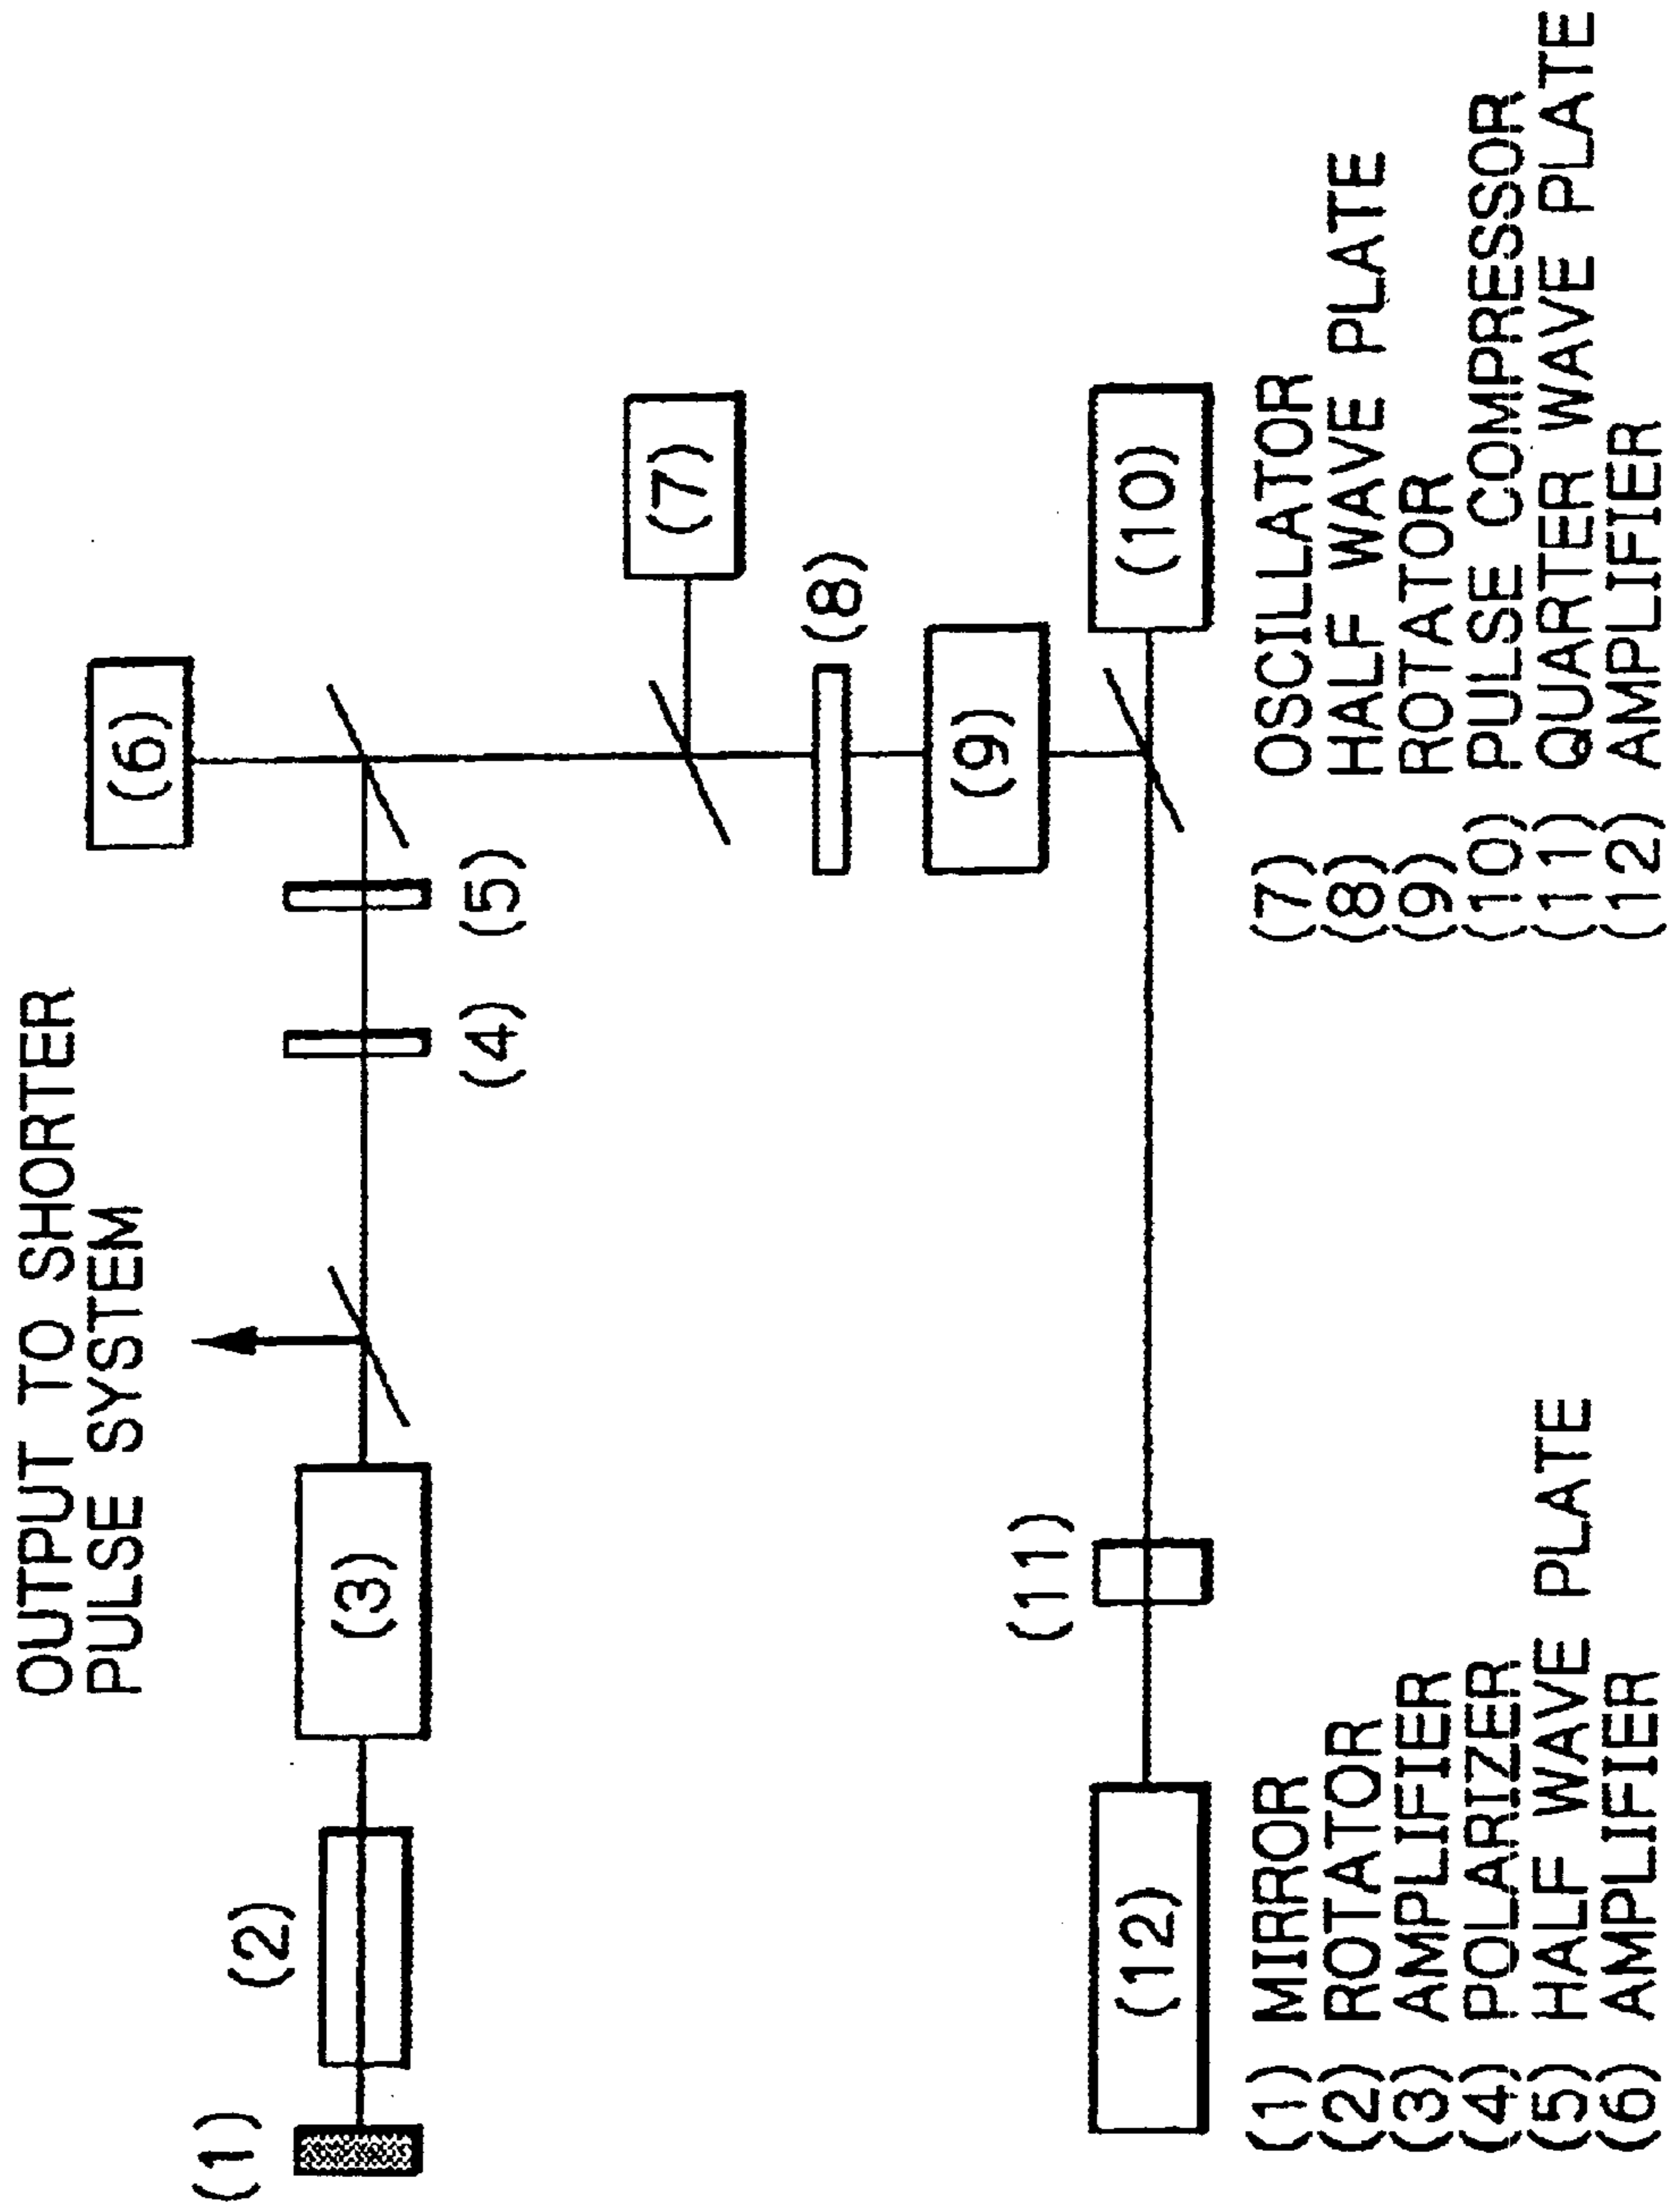 OUTPUT TO SHORTER
PULSE SYSTEM
(1)
(2)
(3)
(4)
(5)
(6)
(7)
(8)
(9)
(10)
(11)
(12)
(1) MIRROR
(2) ROTATOR
(3) AMPLIFIER
(4) POLARIZER
(5) HALF WAVE PLATE
(6) AMPLIFIER
(7) OSCILLATOR
(8) HALF WAVE PLATE
(9) ROTATOR
(10) PULSE COMPRESSOR
(11) QUARTER WAVE PLATE
(12) AMPLIFIER